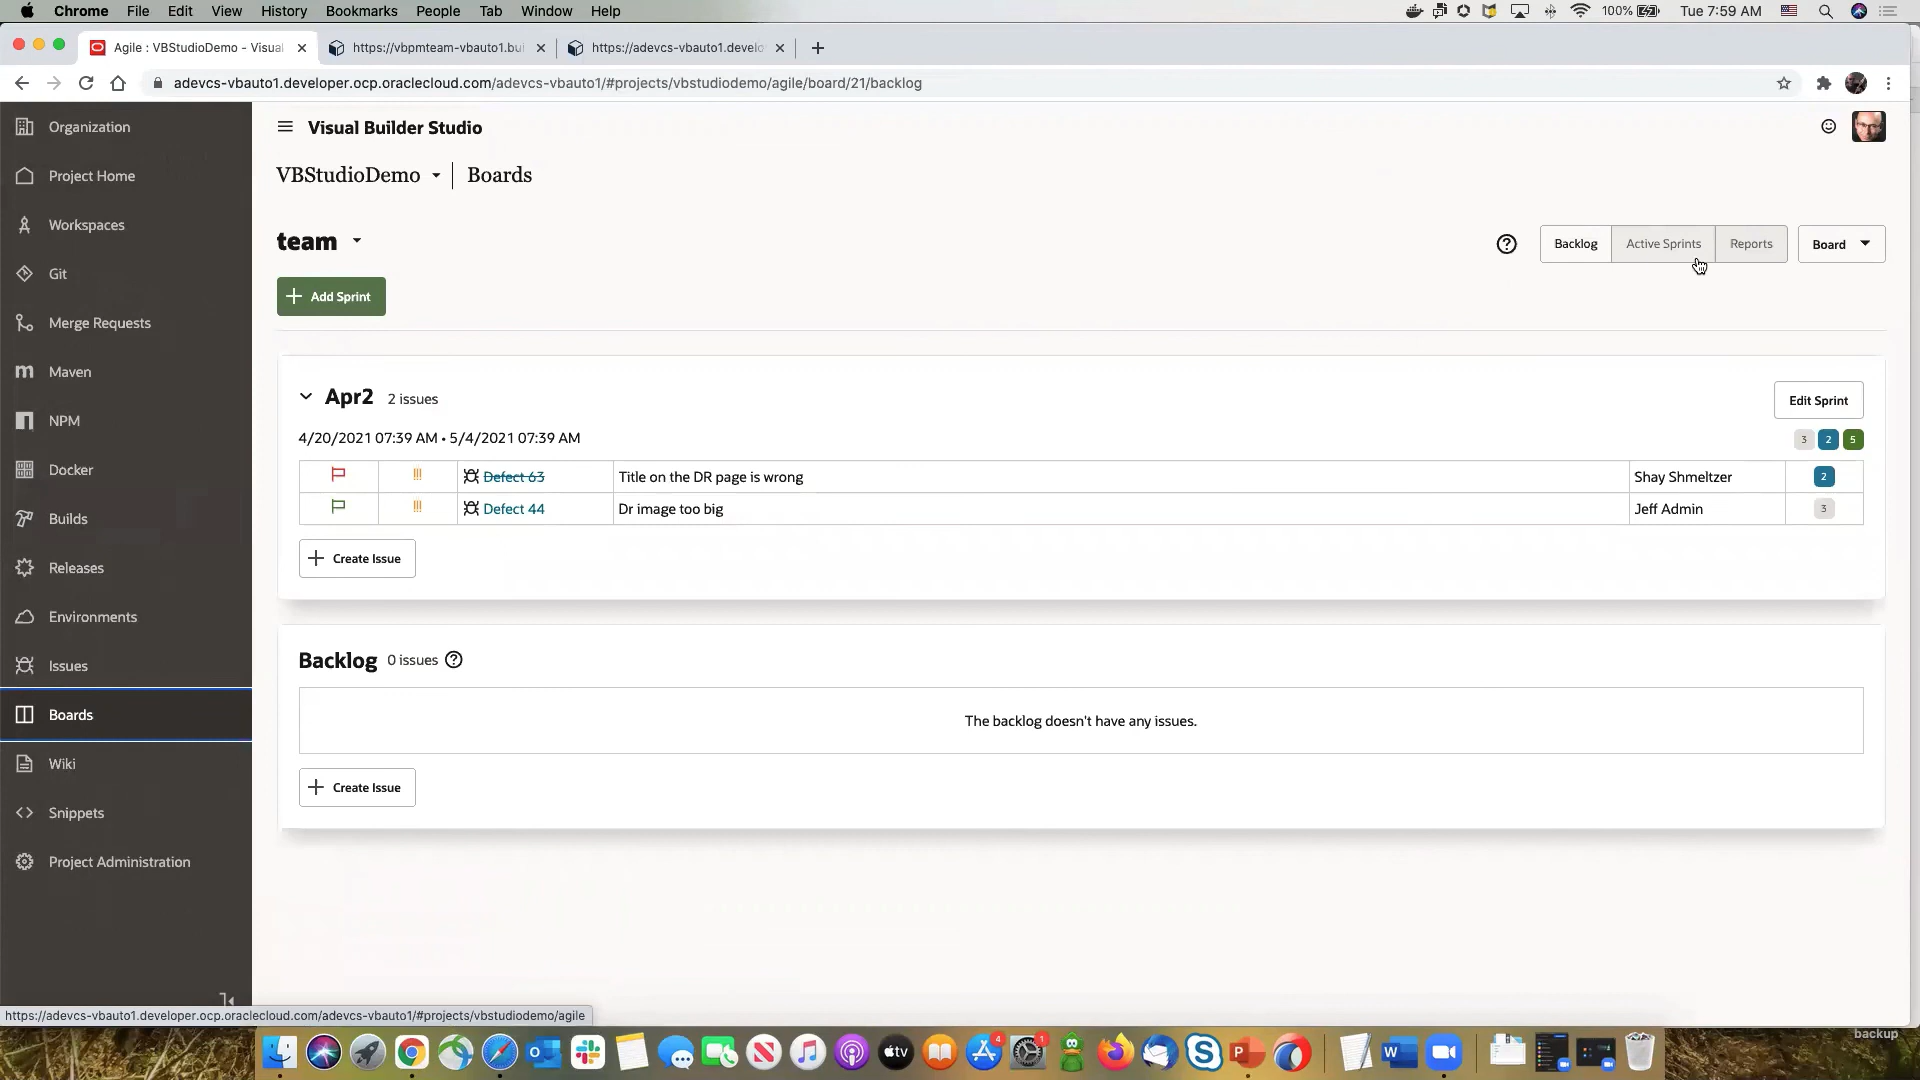 Chrome File Edit View History Bookmarks People Tab Window Help
100% Tue 7:59 AM
Agile : VBStudioDemo - Visual
https://vbpmteam-vbauto1.bui
https://adevcs-vbauto1.develo
adevcs-vbauto1.developer.ocp.oraclecloud.com/adevcs-vbauto1/#projects/vbstudiodemo/agile/board/21/backlog
Organization
Project Home
Workspaces
Git
Merge Requests
Maven
NPM
Docker
Builds
Releases
Environments
Issues
Boards
Wiki
Snippets
Project Administration
Visual Builder Studio
VBStudioDemo Boards
team
Backlog Active Sprints Reports Board
Add Sprint
Apr2 2 issues
Edit Sprint
4/20/2021 07:39 AM • 5/4/2021 07:39 AM
3 2 5
Defect 63 Title on the DR page is wrong Shay Shmeltzer 2
Defect 44 Dr image too big Jeff Admin 3
Create Issue
Backlog 0 issues
The backlog doesn't have any issues.
Create Issue
https://adevcs-vbauto1.developer.ocp.oraclecloud.com/adevcs-vbauto1/#projects/vbstudiodemo/agile
backup
tv
4
1